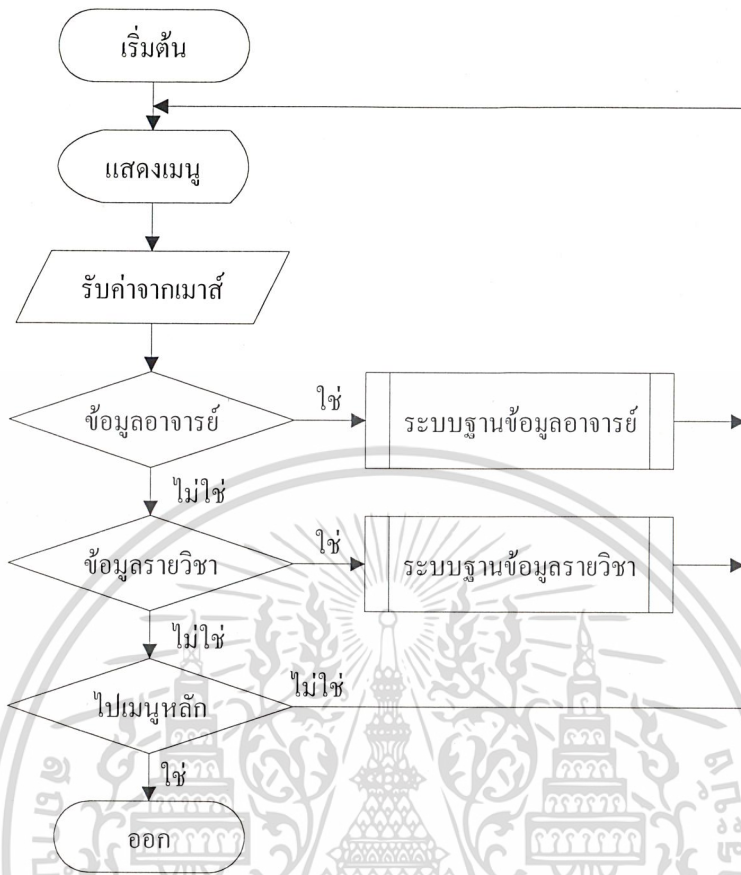 เริ่มต้น
แสดงเมนู
รับค่าจากเมาส์
ข้อมูลอาจารย์
ใช่
ระบบฐานข้อมูลอาจารย์
ไม่ใช่
ข้อมูลรายวิชา
ใช่
ระบบฐานข้อมูลรายวิชา
ไม่ใช่
ไปเมนูหลัก
ไม่ใช่
ใช่
ออก